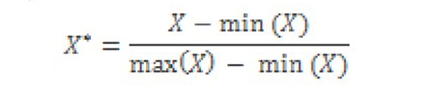 X* = X − min (X) / max(X) − min (X)